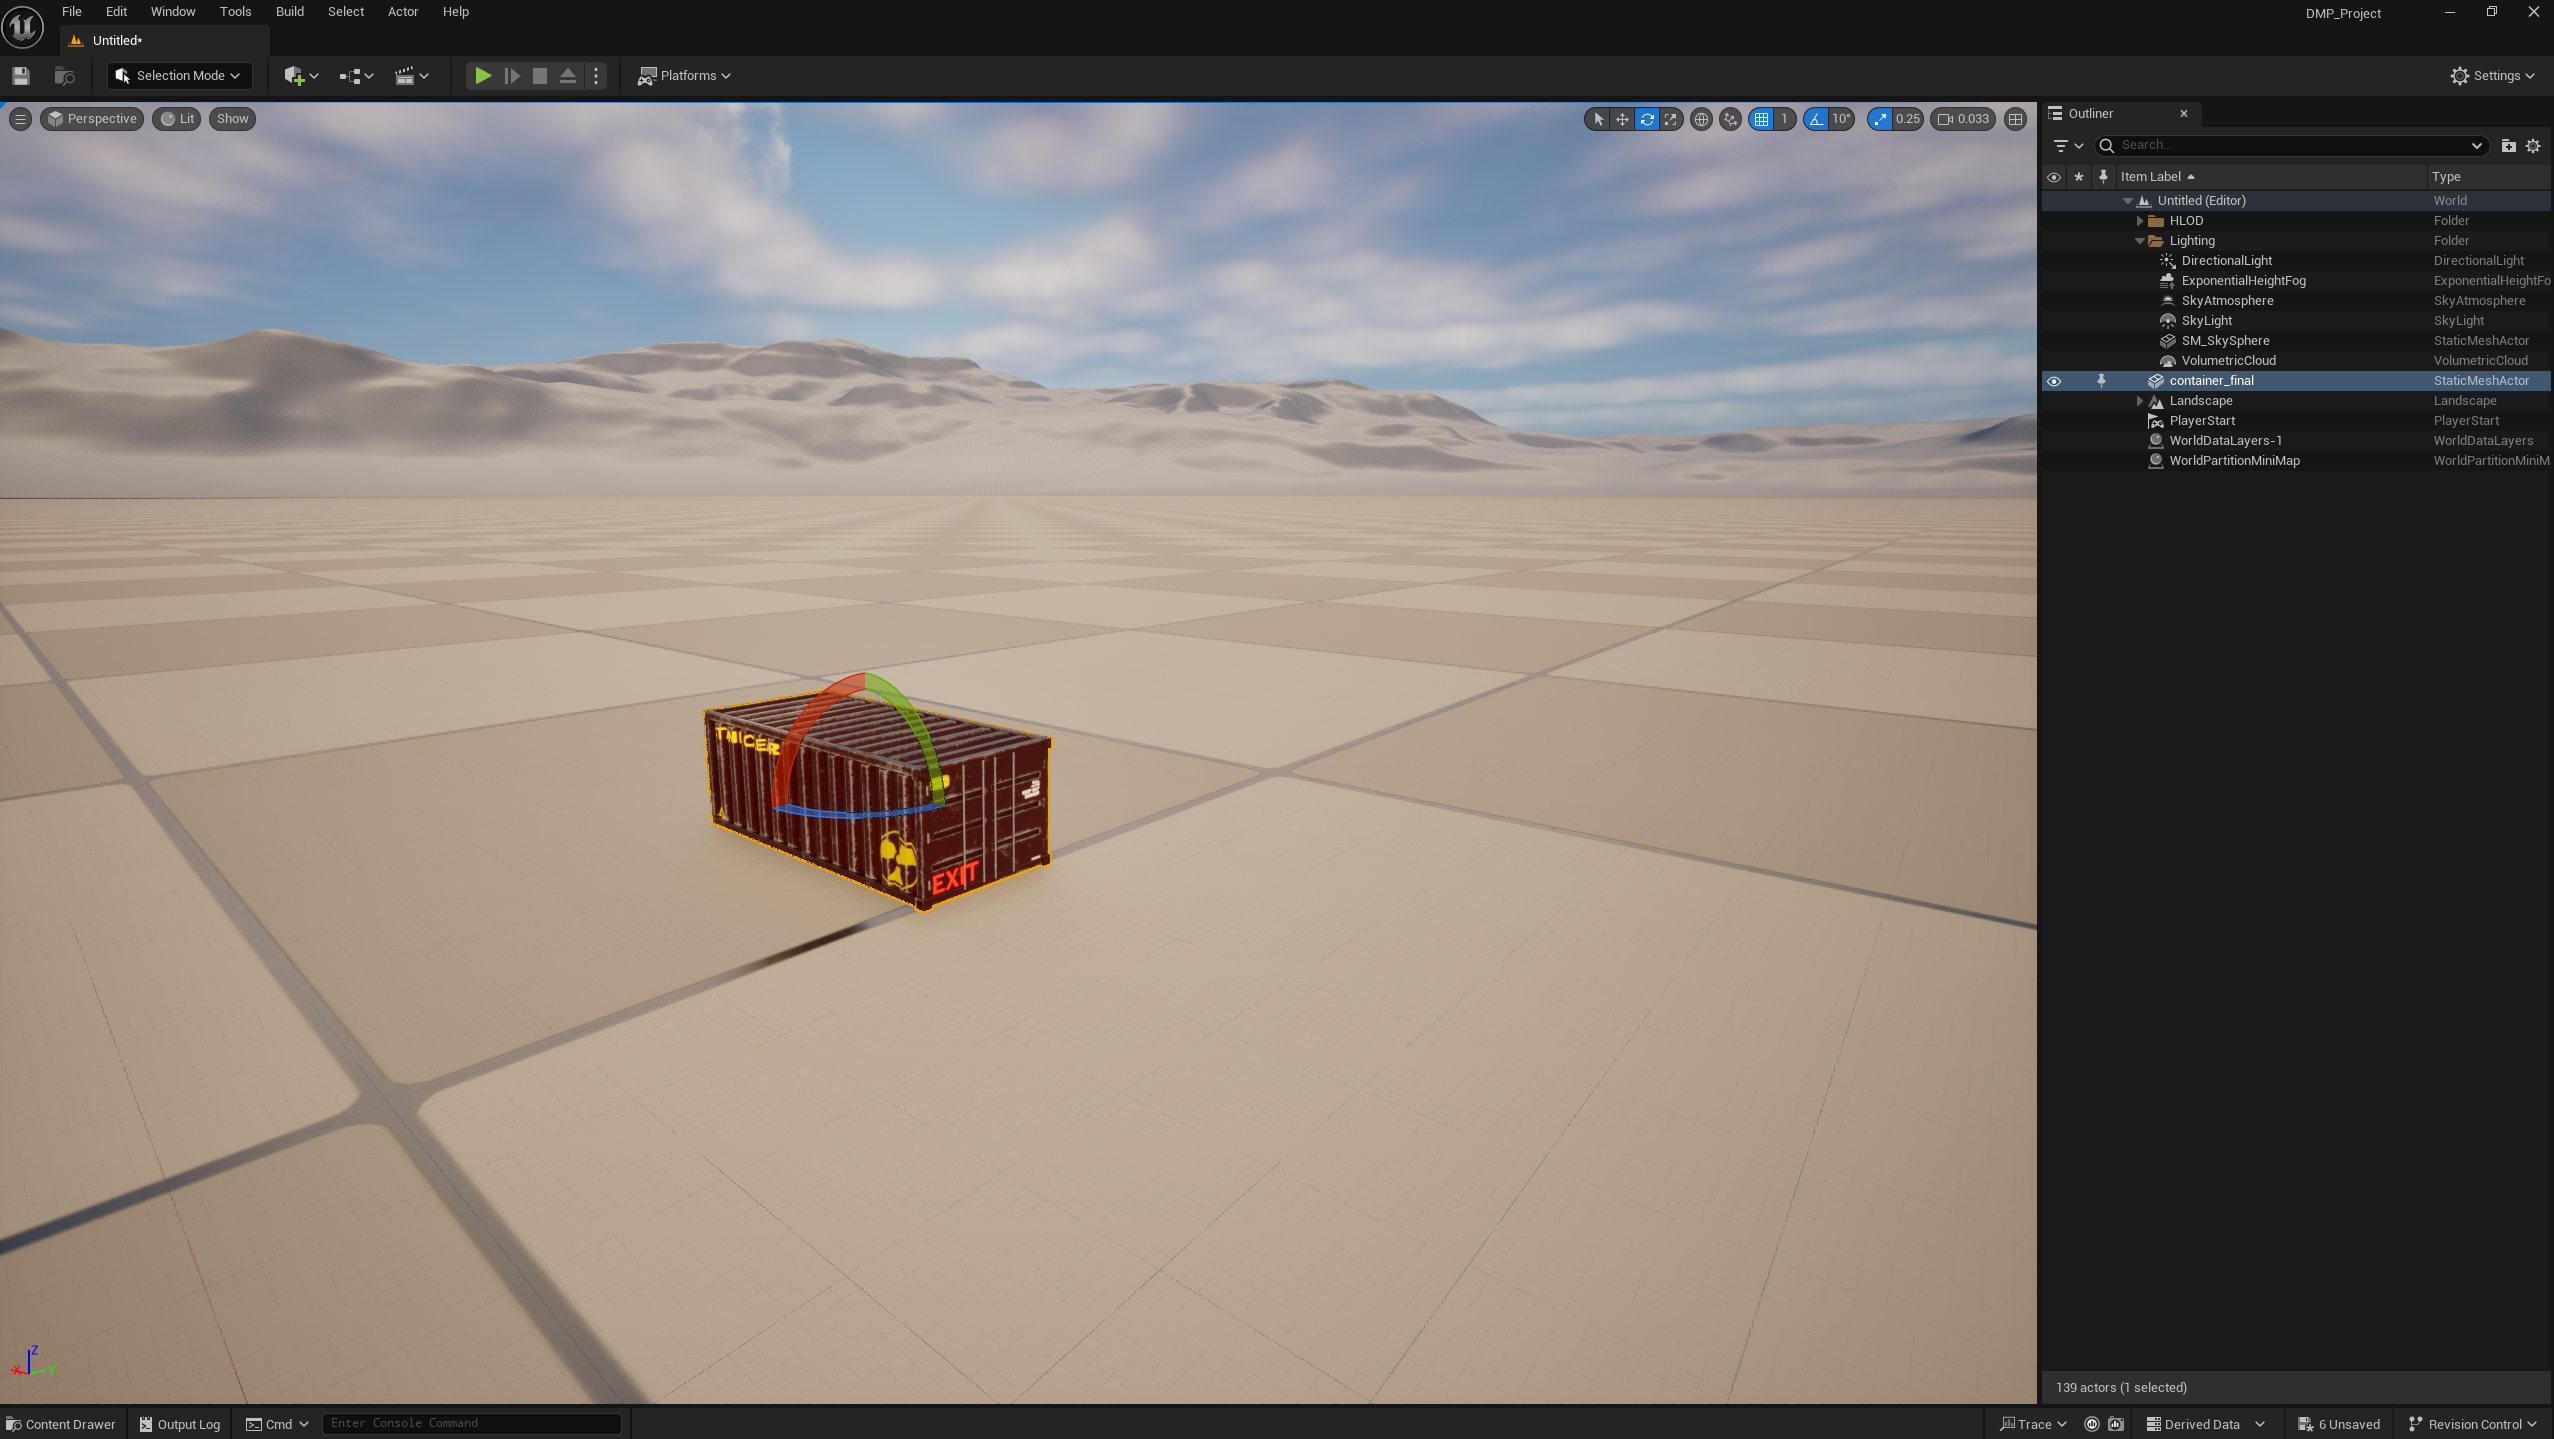 File Edit Window Tools Build Select Actor Help
DMP_Project
Untitled*
Selection Mode
Platforms
Settings
Perspective Lit Show
1 10° 0.25 0.033
Outliner
Search...
Item Label Type
Untitled (Editor) World
HLOD Folder
Lighting Folder
DirectionalLight DirectionalLight
ExponentialHeightFog ExponentialHeightFo
SkyAtmosphere SkyAtmosphere
SkyLight SkyLight
SM_SkySphere StaticMeshActor
VolumetricCloud VolumetricCloud
container_final StaticMeshActor
Landscape Landscape
PlayerStart PlayerStart
WorldDataLayers-1 WorldDataLayers
WorldPartitionMiniMap WorldPartitionMiniM
TNICER
EXIT
Z
X Y
139 actors (1 selected)
Content Drawer Output Log Cmd Enter Console Command
Trace Derived Data 6 Unsaved Revision Control